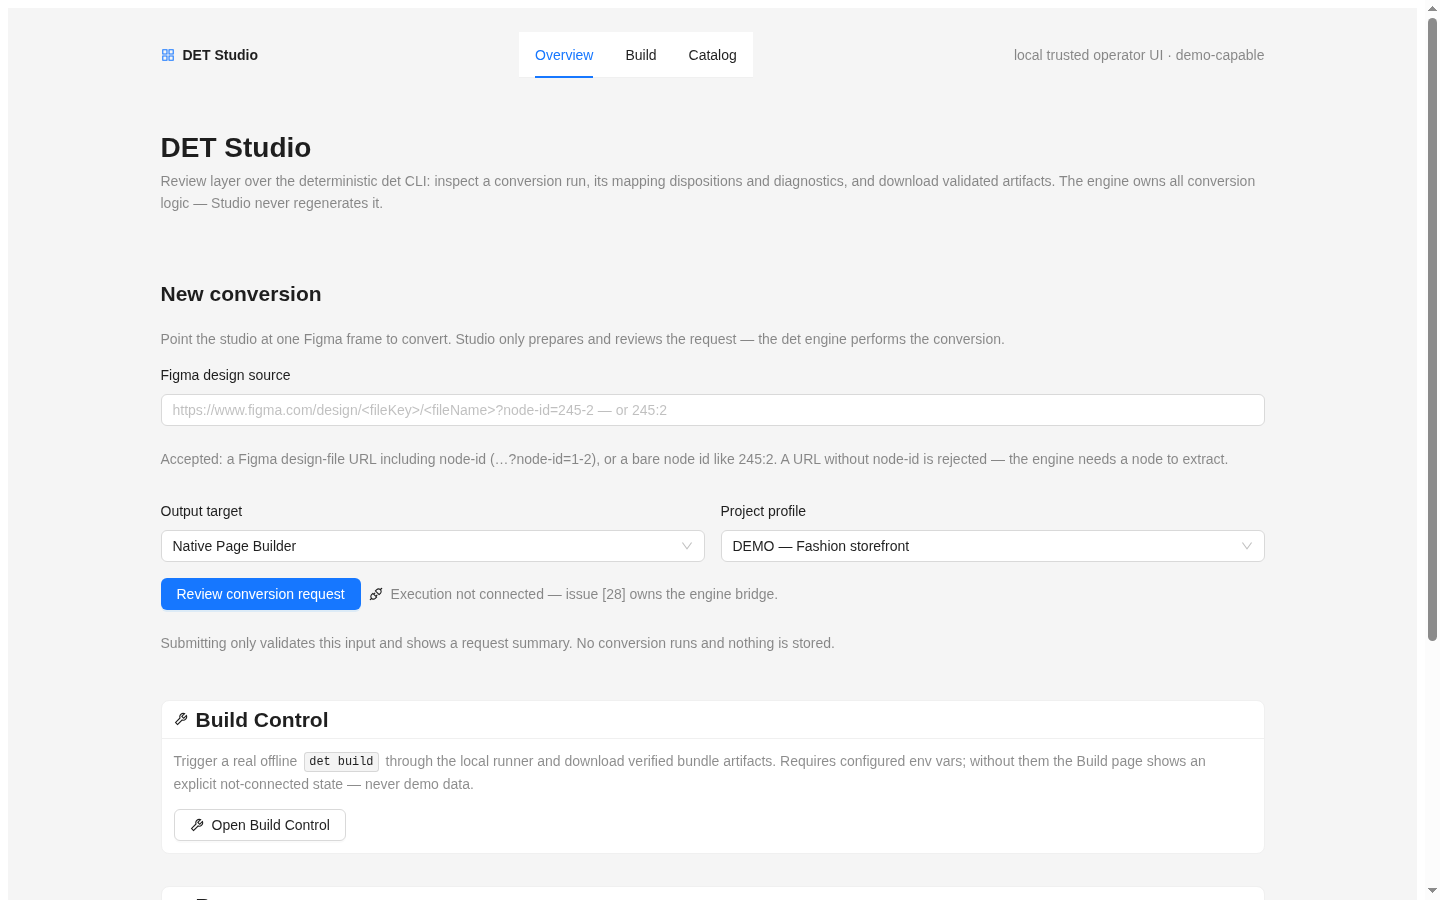 DET Studio
Overview
Build
Catalog
local trusted operator UI · demo-capable
DET Studio
Review layer over the deterministic det CLI: inspect a conversion run, its mapping dispositions and diagnostics, and download validated artifacts. The engine owns all conversion
logic — Studio never regenerates it.
New conversion
Point the studio at one Figma frame to convert. Studio only prepares and reviews the request — the det engine performs the conversion.
Figma design source
https://www.figma.com/design/<fileKey>/<fileName>?node-id=245-2 — or 245:2
Accepted: a Figma design-file URL including node-id (…?node-id=1-2), or a bare node id like 245:2. A URL without node-id is rejected — the engine needs a node to extract.
Output target
Project profile
Native Page Builder
DEMO — Fashion storefront
Review conversion request
Execution not connected — issue [28] owns the engine bridge.
Submitting only validates this input and shows a request summary. No conversion runs and nothing is stored.
Build Control
Trigger a real offline det build through the local runner and download verified bundle artifacts. Requires configured env vars; without them the Build page shows an
explicit not-connected state — never demo data.
Open Build Control